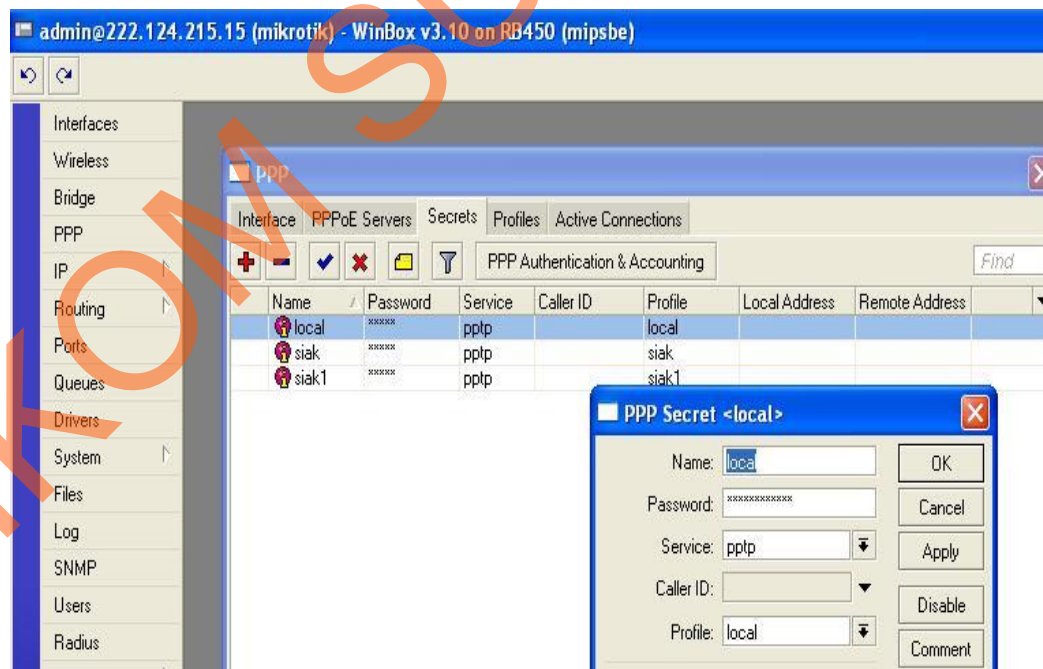 admin@222.124.215.15 (mikrotik) - WinBox v3.10 on RB450 (mipsbe)
Interfaces
Wireless
Bridge
PPP
IP
Routing
Ports
Queues
Drivers
System
Files
Log
SNMP
Users
Radius
PPP
Interface PPPoE Servers Secrets Profiles Active Connections
PPP Authentication & Accounting Find
Name Password Service Caller ID Profile Local Address Remote Address
local ***** pptp local
siak ***** pptp siak
siak1 ***** pptp siak1
PPP Secret <local>
Name: local OK
Password: ************ Cancel
Service: pptp Apply
Caller ID: Disable
Profile: local Comment